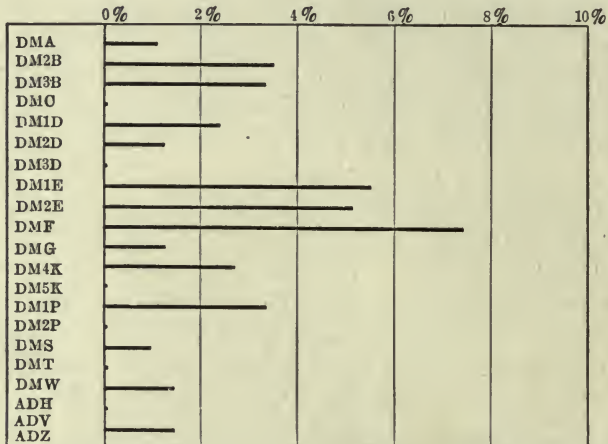 0% 2% 4% 6% 8% 10%
DMA
DM2B
DM3B
DMC
DM1D
DM2D
DM3D
DM1E
DM2E
DMF
DMG
DM4K
DM5K
DM1P
DM2P
DMS
DMT
DMW
ADH
ADV
ADZ